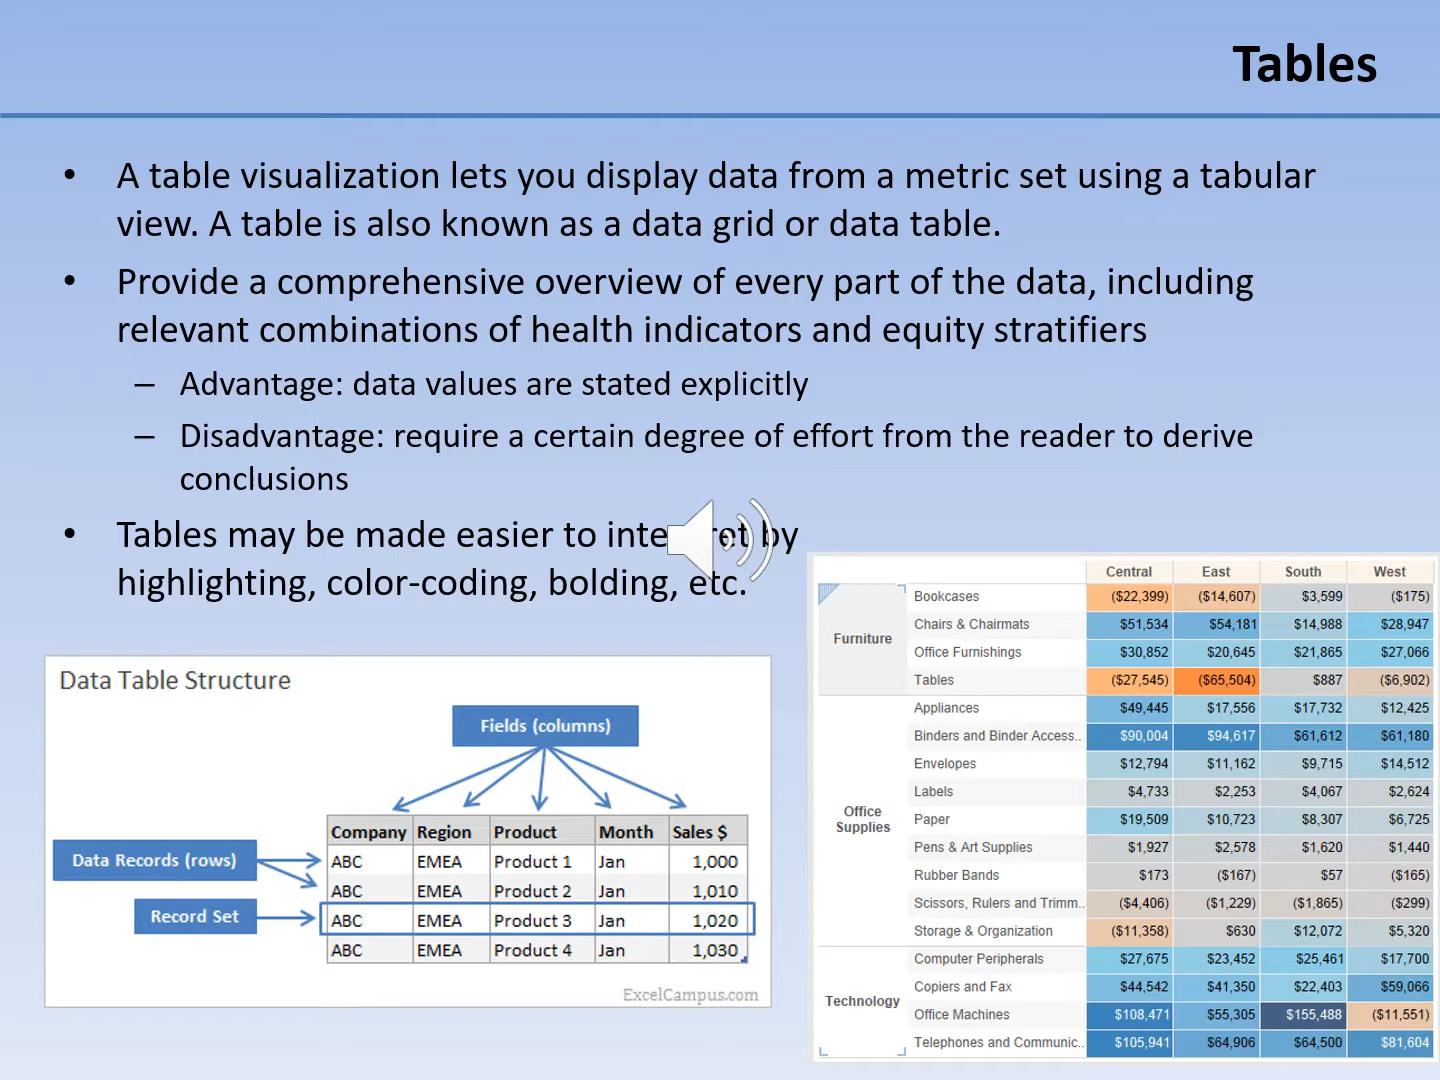 Tables
• A table visualization lets you display data from a metric set using a tabular
view. A table is also known as a data grid or data table.
• Provide a comprehensive overview of every part of the data, including
relevant combinations of health indicators and equity stratifiers
– Advantage: data values are stated explicitly
– Disadvantage: require a certain degree of effort from the reader to derive
conclusions
• Tables may be made easier to interpret by
highlighting, color-coding, bolding, etc.
Data Table Structure
Fields (columns)
Data Records (rows)
Record Set
Company Region Product Month Sales $
ABC EMEA Product 1 Jan 1,000
ABC EMEA Product 2 Jan 1,010
ABC EMEA Product 3 Jan 1,020
ABC EMEA Product 4 Jan 1,030
ExcelCampus.com
Central East South West
Furniture
Bookcases ($22,399) ($14,607) $3,599 ($175)
Chairs & Chairmats $51,534 $54,181 $14,988 $28,947
Office Furnishings $30,852 $20,645 $21,865 $27,066
Tables ($27,545) ($65,504) $887 ($6,902)
Office
Supplies
Appliances $49,445 $17,556 $17,732 $12,425
Binders and Binder Access.. $90,004 $94,617 $61,612 $61,180
Envelopes $12,794 $11,162 $9,715 $14,512
Labels $4,733 $2,253 $4,067 $2,624
Paper $19,509 $10,723 $8,307 $6,725
Pens & Art Supplies $1,927 $2,578 $1,620 $1,440
Rubber Bands $173 ($167) $57 ($165)
Scissors, Rulers and Trimm.. ($4,406) ($1,229) ($1,865) ($299)
Storage & Organization ($11,358) $630 $12,072 $5,320
Technology
Computer Peripherals $27,675 $23,452 $25,461 $17,700
Copiers and Fax $44,542 $41,350 $22,403 $59,066
Office Machines $108,471 $55,305 $155,488 ($11,551)
Telephones and Communic.. $105,941 $64,906 $64,500 $81,604